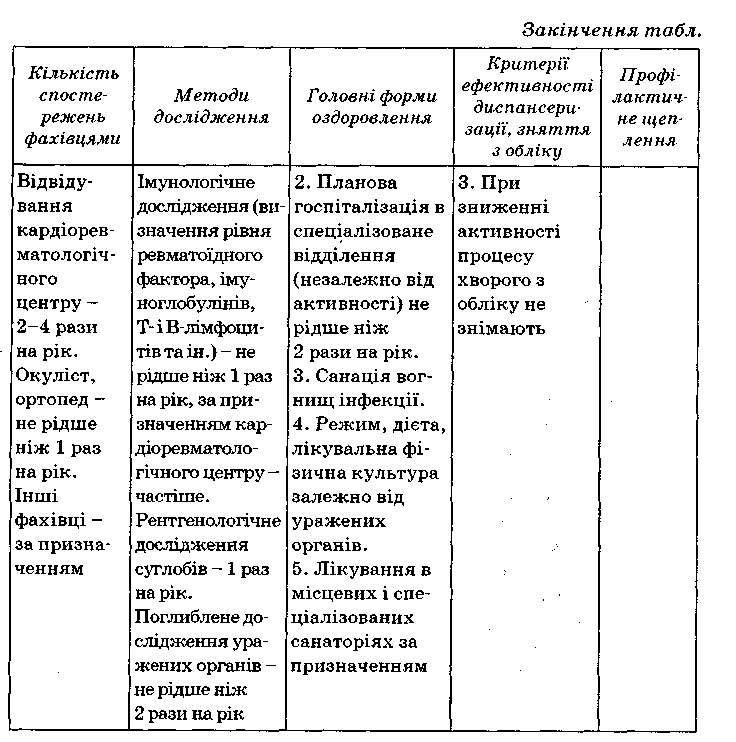 Закінчення табл.
Кількість
спосте-
режень
фахівцями
Методи
дослідження
Головні форми
оздоровлення
Критерії
ефективності
диспансери-
зації, зняття
з обліку
Профі-
лактич-
не щеп-
лення
Відвіду-
вання
кардіорев-
матологіч-
ного
центру –
2–4 рази
на рік.
Окуліст,
ортопед –
не рідше
ніж 1 раз
на рік.
Інші
фахівці –
за призна-
ченням
Імунологічне
дослідження (ви-
значення рівня
ревматоїдного
фактора, іму-
ноглобулінів,
Т- і В-лімфоци-
тів та ін.) – не
рідше ніж 1 раз
на рік, за при-
значенням кар-
діоревматоло-
гічного центру –
частіше.
Рентгенологічне
дослідження
суглобів – 1 раз
на рік.
Поглиблене до-
слідження ура-
жених органів –
не рідше ніж
2 рази на рік
2. Планова
госпіталізація в
спеціалізоване
відділення
(незалежно від
активності) не
рідше ніж
2 рази на рік.
3. Санація вог-
нищ інфекції.
4. Режим, дієта,
лікувальна фі-
зична культура
залежно від
уражених
органів.
5. Лікування в
місцевих і спе-
ціалізованих
санаторіях за
призначенням
3. При
зниженні
активності
процесу
хворого з
обліку не
знімають